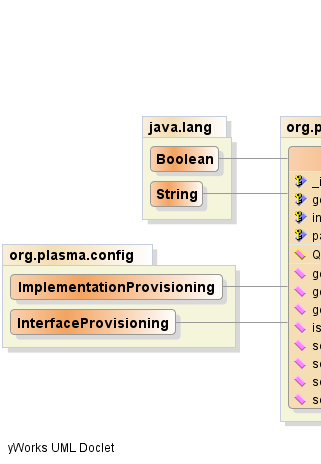 java.lang
org.p
Boolean
String
_i
ge
in
pa
org.plasma.config
Q
ImplementationProvisioning
ge
ge
ge
InterfaceProvisioning
is
se
se
se
se
yWorks UML Doclet